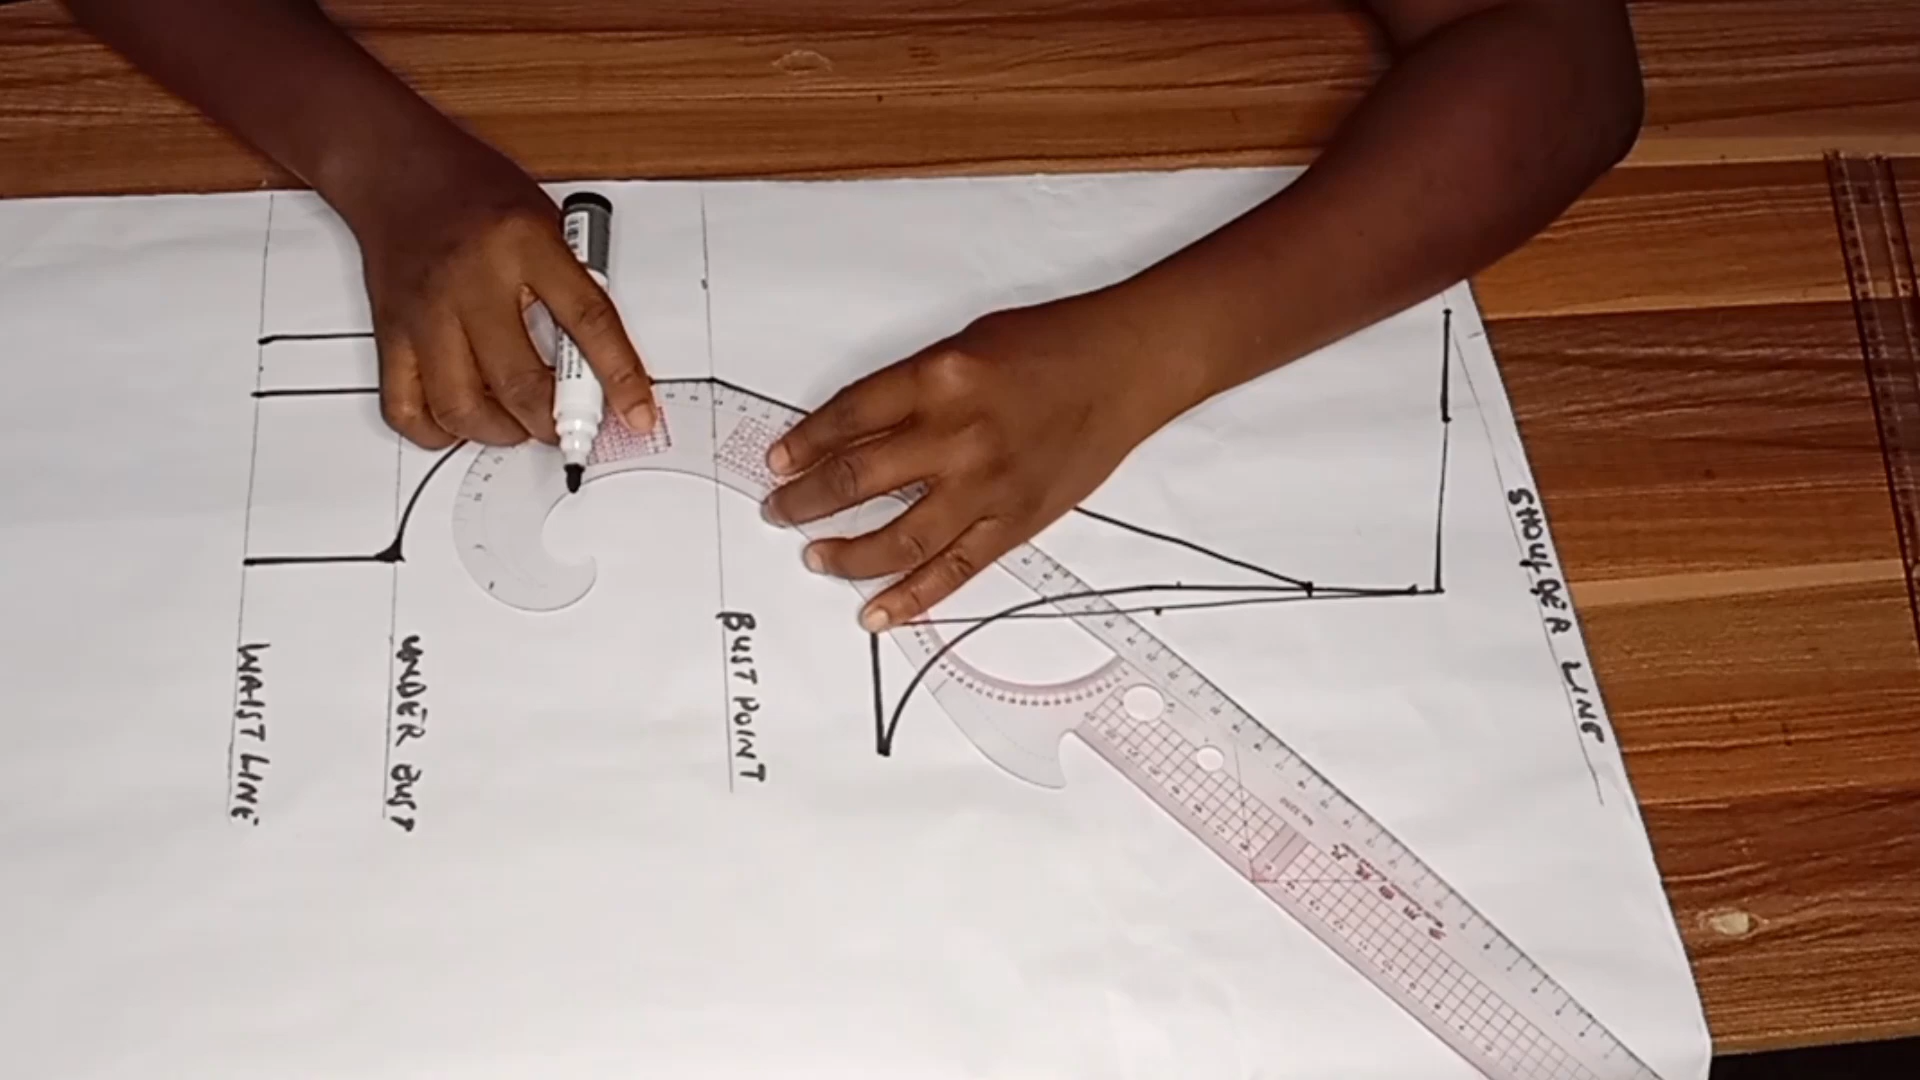 WAIST LINE
UNDER BUST
BUST POINT
SHOULDER LINE